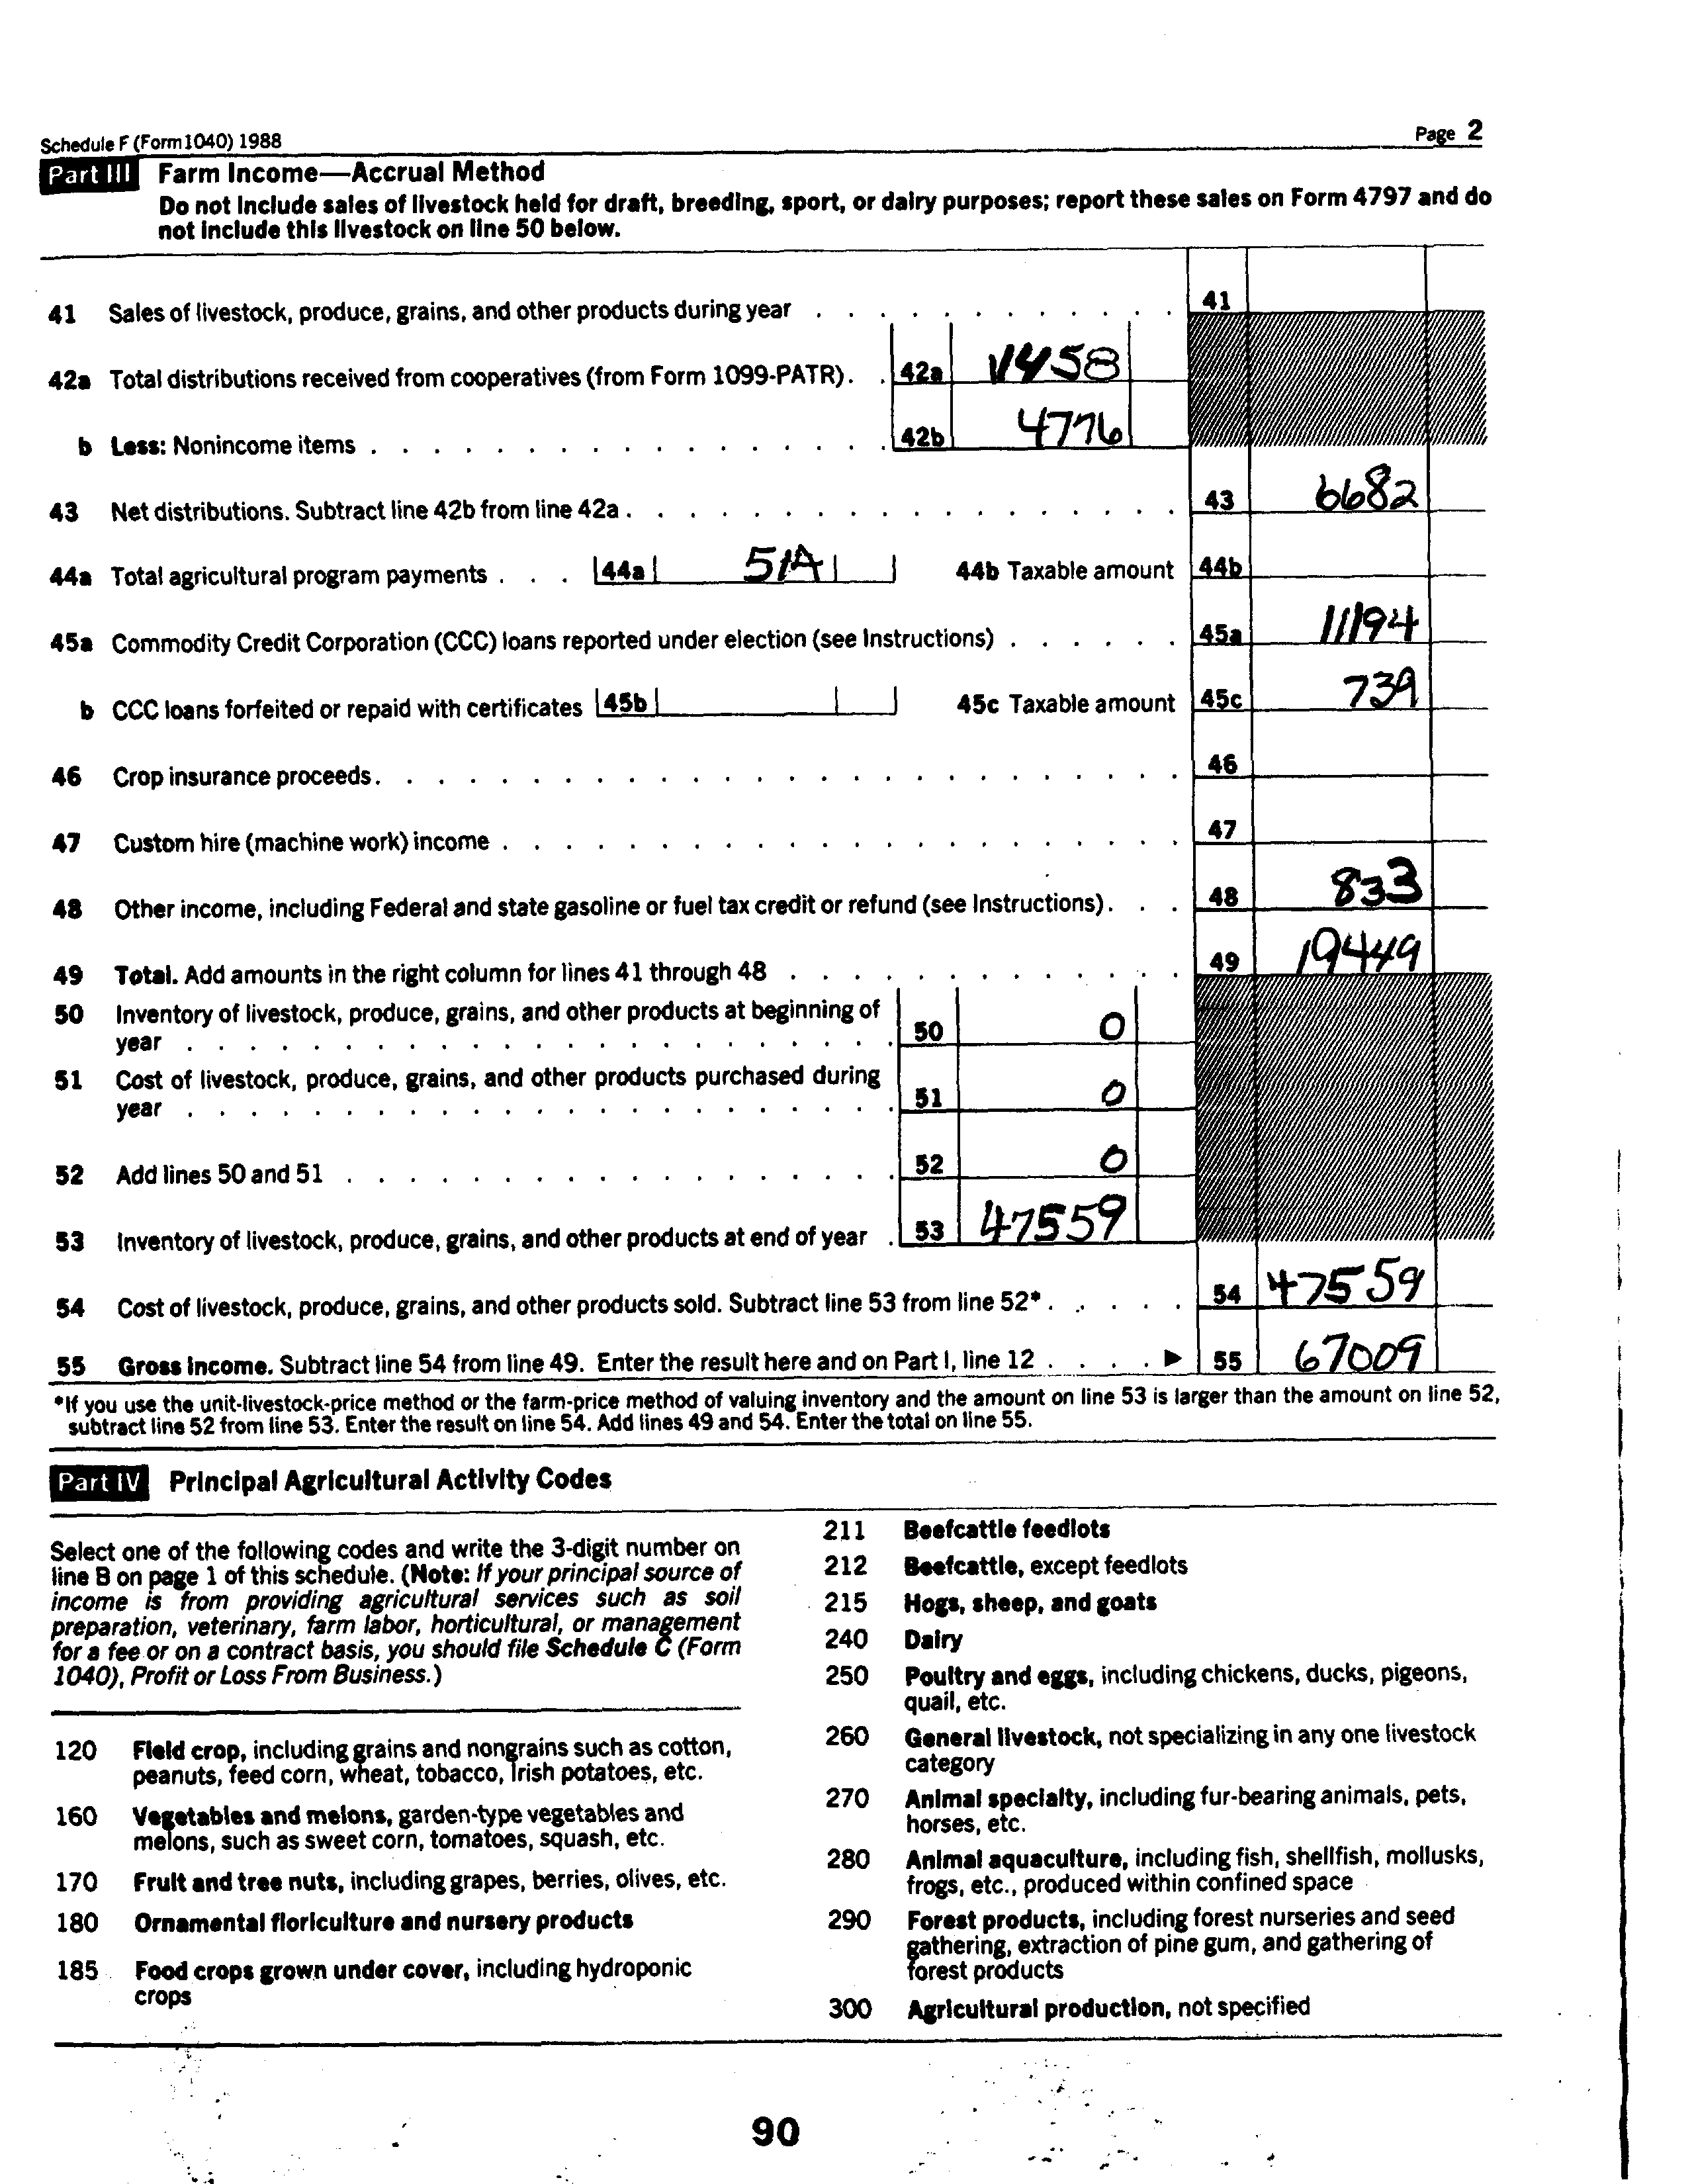 Schedule F (Form 1040) 1988 Page 2
Part III Farm Income—Accrual Method
Do not include sales of livestock held for draft, breeding, sport, or dairy purposes; report these sales on Form 4797 and do
not include this livestock on line 50 below.
41 Sales of livestock, produce, grains, and other products during year 41
42a Total distributions received from cooperatives (from Form 1099-PATR). 42a 11458
b Less: Nonincome items 42b 4776
43 Net distributions. Subtract line 42b from line 42a. 43 6682
44a Total agricultural program payments 44a 519 44b Taxable amount 44b
45a Commodity Credit Corporation (CCC) loans reported under election (see Instructions) 45a 11194
b CCC loans forfeited or repaid with certificates 45b 45c Taxable amount 45c 739
46 Crop insurance proceeds. 46
47 Custom hire (machine work) income 47
48 Other income, including Federal and state gasoline or fuel tax credit or refund (see Instructions). 48 833
49 Total. Add amounts in the right column for lines 41 through 48 49 19449
50 Inventory of livestock, produce, grains, and other products at beginning of
year 50 0
51 Cost of livestock, produce, grains, and other products purchased during
year 51 0
52 Add lines 50 and 51 52 0
53 Inventory of livestock, produce, grains, and other products at end of year 53 47559
54 Cost of livestock, produce, grains, and other products sold. Subtract line 53 from line 52*. 54 47559
55 Gross Income. Subtract line 54 from line 49. Enter the result here and on Part I, line 12 ▶ 55 67009
*If you use the unit-livestock-price method or the farm-price method of valuing inventory and the amount on line 53 is larger than the amount on line 52,
subtract line 52 from line 53. Enter the result on line 54. Add lines 49 and 54. Enter the total on line 55.
Part IV Principal Agricultural Activity Codes
Select one of the following codes and write the 3-digit number on
line B on page 1 of this schedule. (Note: If your principal source of
income is from providing agricultural services such as soil
preparation, veterinary, farm labor, horticultural, or management
for a fee or on a contract basis, you should file Schedule C (Form
1040), Profit or Loss From Business.)
120 Field crop, including grains and nongrains such as cotton,
peanuts, feed corn, wheat, tobacco, Irish potatoes, etc.
160 Vegetables and melons, garden-type vegetables and
melons, such as sweet corn, tomatoes, squash, etc.
170 Fruit and tree nuts, including grapes, berries, olives, etc.
180 Ornamental floriculture and nursery products
185 Food crops grown under cover, including hydroponic
crops
211 Beefcattle feedlots
212 Beefcattle, except feedlots
215 Hogs, sheep, and goats
240 Dairy
250 Poultry and eggs, including chickens, ducks, pigeons,
quail, etc.
260 General livestock, not specializing in any one livestock
category
270 Animal specialty, including fur-bearing animals, pets,
horses, etc.
280 Animal aquaculture, including fish, shellfish, mollusks,
frogs, etc., produced within confined space
290 Forest products, including forest nurseries and seed
gathering, extraction of pine gum, and gathering of
forest products
300 Agricultural production, not specified
90